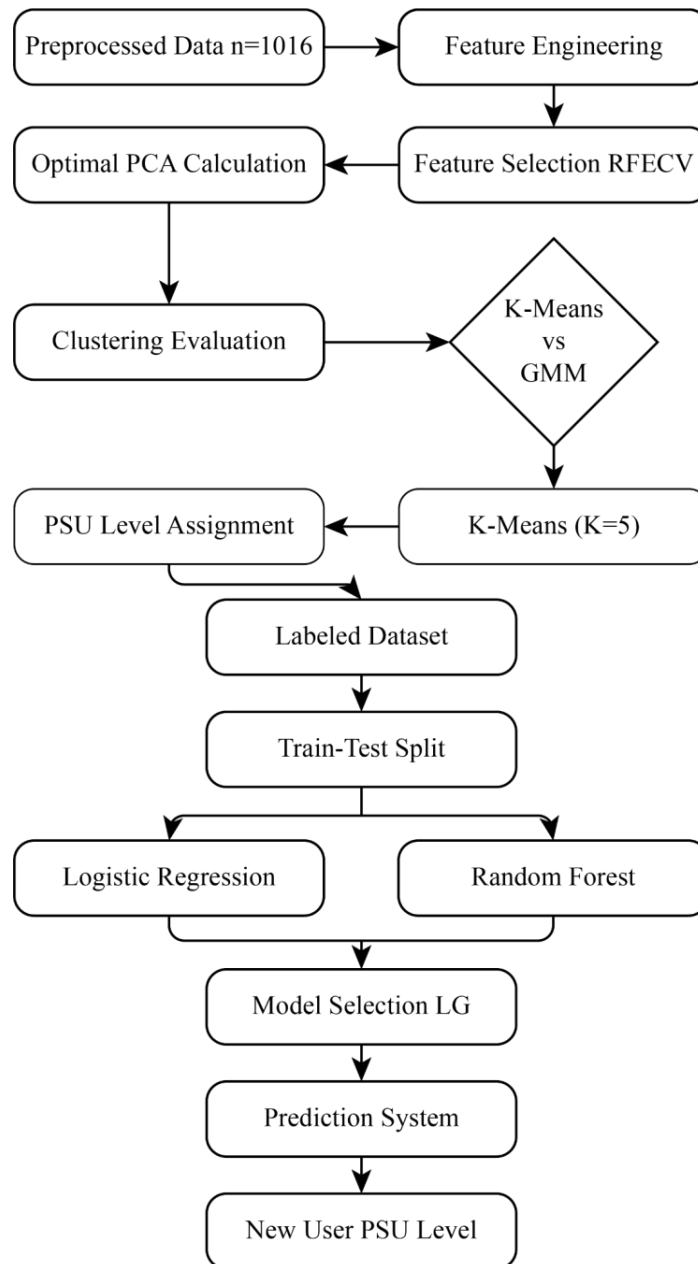 Preprocessed Data n=1016
Feature Engineering
Optimal PCA Calculation
Feature Selection RFECV
Clustering Evaluation
K-Means
vs
GMM
PSU Level Assignment
K-Means (K=5)
Labeled Dataset
Train-Test Split
Logistic Regression
Random Forest
Model Selection LG
Prediction System
New User PSU Level